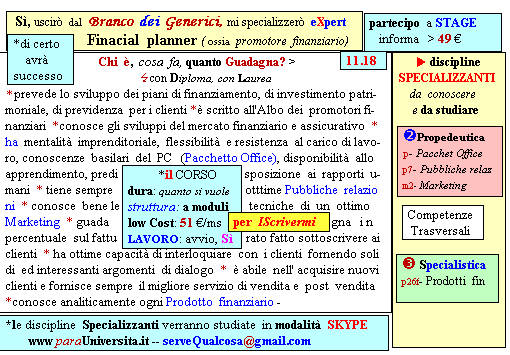 Sì, uscirò dal Branco dei Generici, mi specializzerò eXpert
Finacial planner ( ossia promotore finanziario)
*di certo
avrà
successo
partecipo a STAGE
informa > 49 €
Chi è, cosa fa, quanto Guadagna? >
11.18
con Diploma, con Laurea
*prevede lo sviluppo dei piani di finanziamento, di investimento patri-
moniale, di previdenza per i clienti *è scritto all'Albo dei promotori fi-
nanziari *conosce gli sviluppi del mercato finanziario e assicurativo *
ha mentalità imprenditoriale, flessibilità e resistenza al carico di lavo-
ro, conoscenze basilari del PC (Pacchetto Office), disponibilità allo
apprendimento, predi sposizione ai rapporti u-
mani * tiene sempre otttime Pubbliche relazio
ni * conosce bene le tecniche di un ottimo
Marketing * guada gna in
percentuale sul fattu rato fatto sottoscrivere ai
clienti * ha ottime capacità di interloquiare con i clienti fornendo soli
di ed interessanti argomenti di dialogo * è abile nell' acquisire nuovi
clienti e fornire sempre il migliore servizio di vendita e post vendita
*conosce analiticamente ogni Prodotto finanziario -
*il CORSO
dura: quanto si vuole
struttura: a moduli
low Cost: 51 €/ms
LAVORO: avvio, Sì
per IScrivermi
discipline
SPECIALIZZANTI
da conoscere
e da studiare
2Propedeutica
p- Pacchet Office
p7- Pubbliche relaz
m2- Marketing
Competenze
Trasversali
3 Specialistica
p26f- Prodotti fin
*le discipline Specializzanti verranno studiate in modalità SKYPE
www.paraUniversita.it -- serveQualcosa@gmail.com